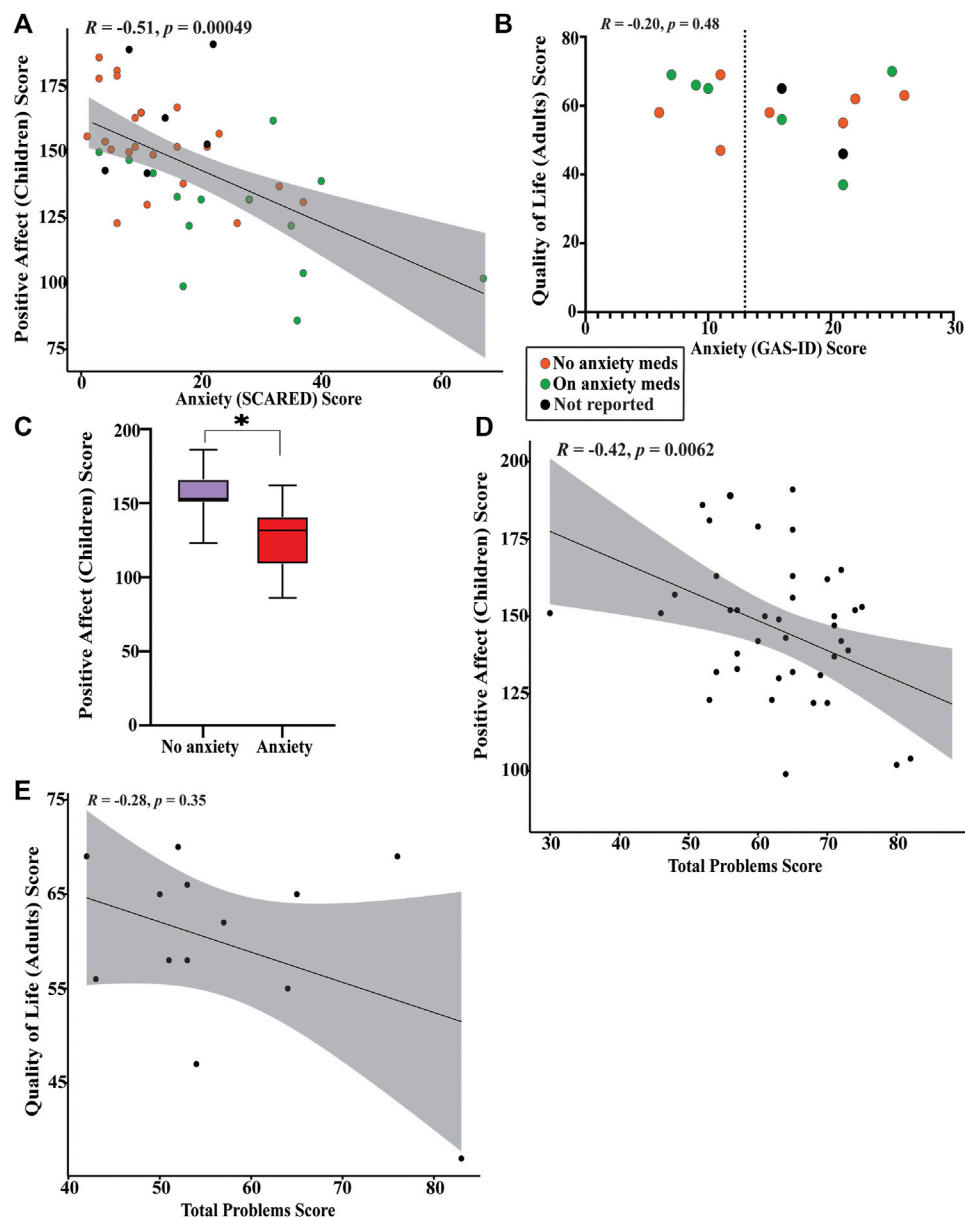 A
R = -0.51, p = 0.00049
Positive Affect (Children) Score
175
150
125
100
75
0
20
40
60
Anxiety (SCARED) Score
B
R = -0.20, p = 0.48
Quality of Life (Adults) Score
80
60
40
20
0
0
10
20
30
Anxiety (GAS-ID) Score
No anxiety meds
On anxiety meds
Not reported
C
*
Positive Affect (Children) Score
200
150
100
50
0
No anxiety
Anxiety
D
R = -0.42, p = 0.0062
Positive Affect (Children) Score
200
175
150
125
100
30
40
50
60
70
80
Total Problems Score
E
R = -0.28, p = 0.35
Quality of Life (Adults) Score
75
65
55
45
40
50
60
70
80
Total Problems Score